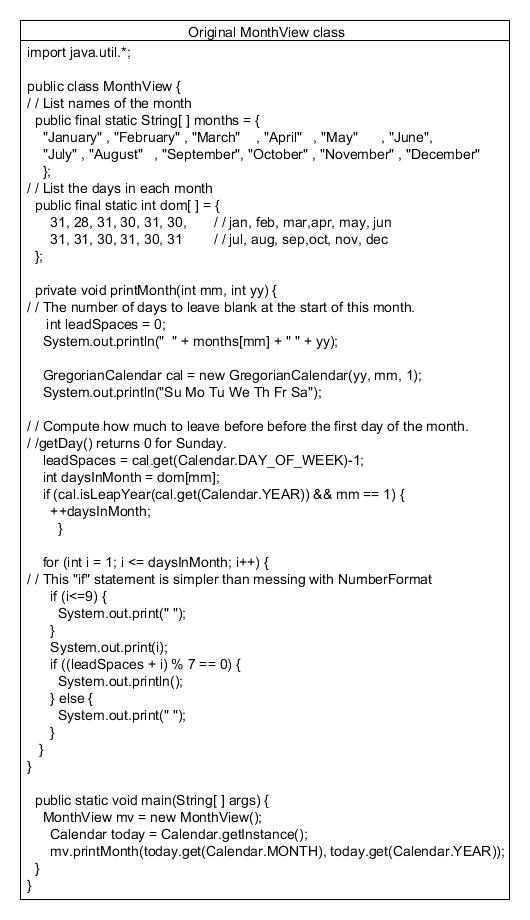 Original MonthView class
import java.util.*;
public class MonthView {
/ / List names of the month
public final static String[ ] months = {
"January" , "February" , "March" , "April" , "May" , "June",
"July" , "August" , "September", "October" , "November" , "December"
};
/ / List the days in each month
public final static int dom[ ] = {
31, 28, 31, 30, 31, 30, / / jan, feb, mar,apr, may, jun
31, 31, 30, 31, 30, 31 / / jul, aug, sep,oct, nov, dec
};
private void printMonth(int mm, int yy) {
/ / The number of days to leave blank at the start of this month.
int leadSpaces = 0;
System.out.println(" " + months[mm] + " " + yy);
GregorianCalendar cal = new GregorianCalendar(yy, mm, 1);
System.out.println("Su Mo Tu We Th Fr Sa");
/ / Compute how much to leave before before the first day of the month.
/ /getDay() returns 0 for Sunday.
leadSpaces = cal.get(Calendar.DAY_OF_WEEK)-1;
int daysInMonth = dom[mm];
if (cal.isLeapYear(cal.get(Calendar.YEAR)) && mm == 1) {
++daysInMonth;
}
for (int i = 1; i <= daysInMonth; i++) {
/ / This "if" statement is simpler than messing with NumberFormat
if (i<=9) {
System.out.print(" ");
}
System.out.print(i);
if ((leadSpaces + i) % 7 == 0) {
System.out.println();
} else {
System.out.print(" ");
}
}
}
public static void main(String[ ] args) {
MonthView mv = new MonthView();
Calendar today = Calendar.getInstance();
mv.printMonth(today.get(Calendar.MONTH), today.get(Calendar.YEAR));
}
}